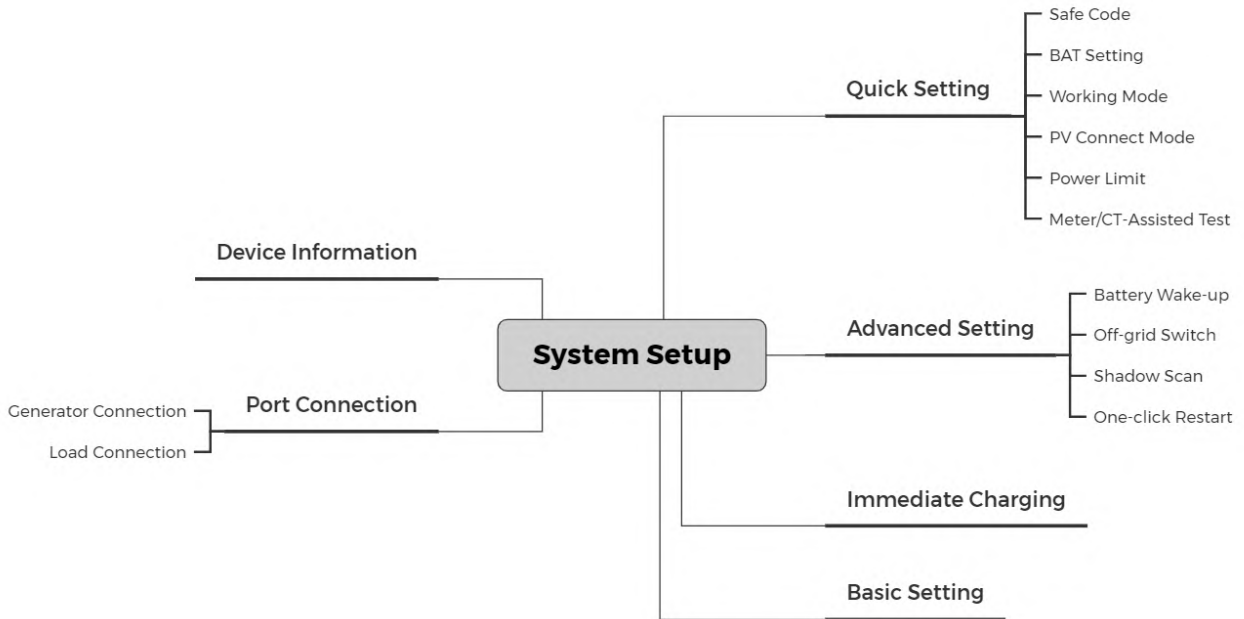 Safe Code
BAT Setting
Quick Setting
Working Mode
PV Connect Mode
Power Limit
Meter/CT-Assisted Test
Device Information
Battery Wake-up
Advanced Setting
Off-grid Switch
System Setup
Shadow Scan
One-click Restart
Port Connection
Generator Connection
Load Connection
Immediate Charging
Basic Setting